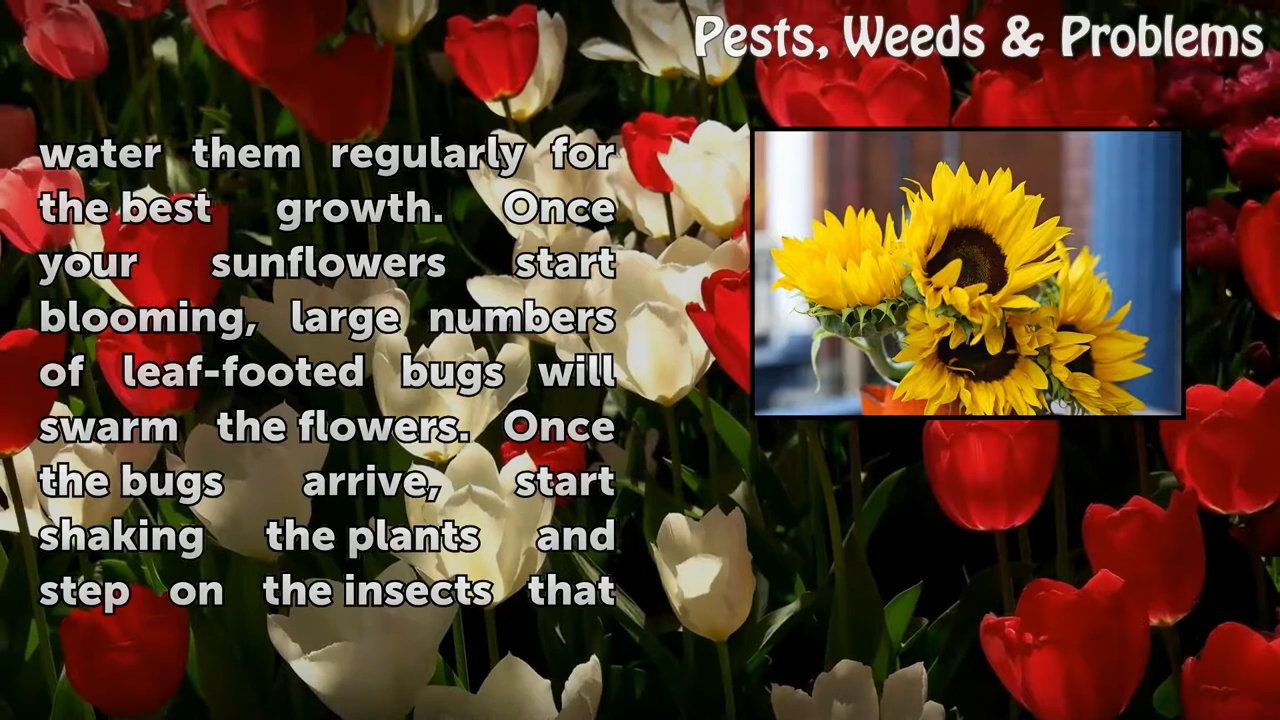 Pests, Weeds & Problems
water them regularly for
the best growth. Once
your sunflowers start
blooming, large numbers
of leaf-footed bugs will
swarm the flowers. Once
the bugs arrive, start
shaking the plants and
step on the insects that